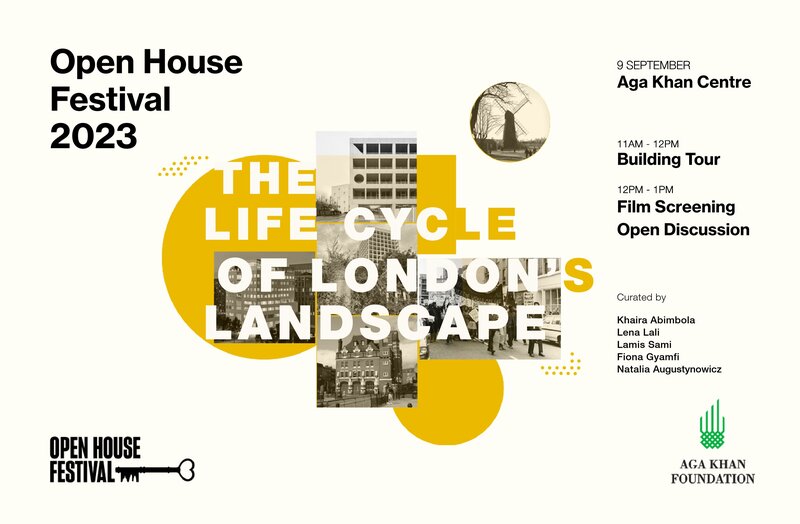 Open House
Festival
2023
THE
LIFE CYCLE
OF LONDON'S
LANDSCAPE
9 SEPTEMBER
Aga Khan Centre
11AM - 12PM
Building Tour
12PM - 1PM
Film Screening
Open Discussion
Curated by
Khaira Abimbola
Lena Lali
Lamis Sami
Fiona Gyamfi
Natalia Augustynowicz
OPEN HOUSE
FESTIVAL
AGA KHAN
FOUNDATION